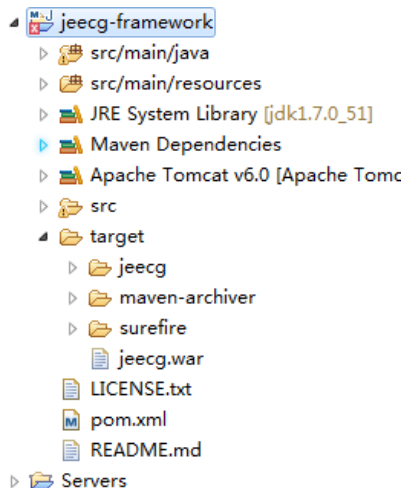 jeecg-framework
src/main/java
src/main/resources
JRE System Library [jdk1.7.0_51]
Maven Dependencies
Apache Tomcat v6.0 [Apache Tomc
src
target
jeecg
maven-archiver
surefire
jeecg.war
LICENSE.txt
pom.xml
README.md
Servers